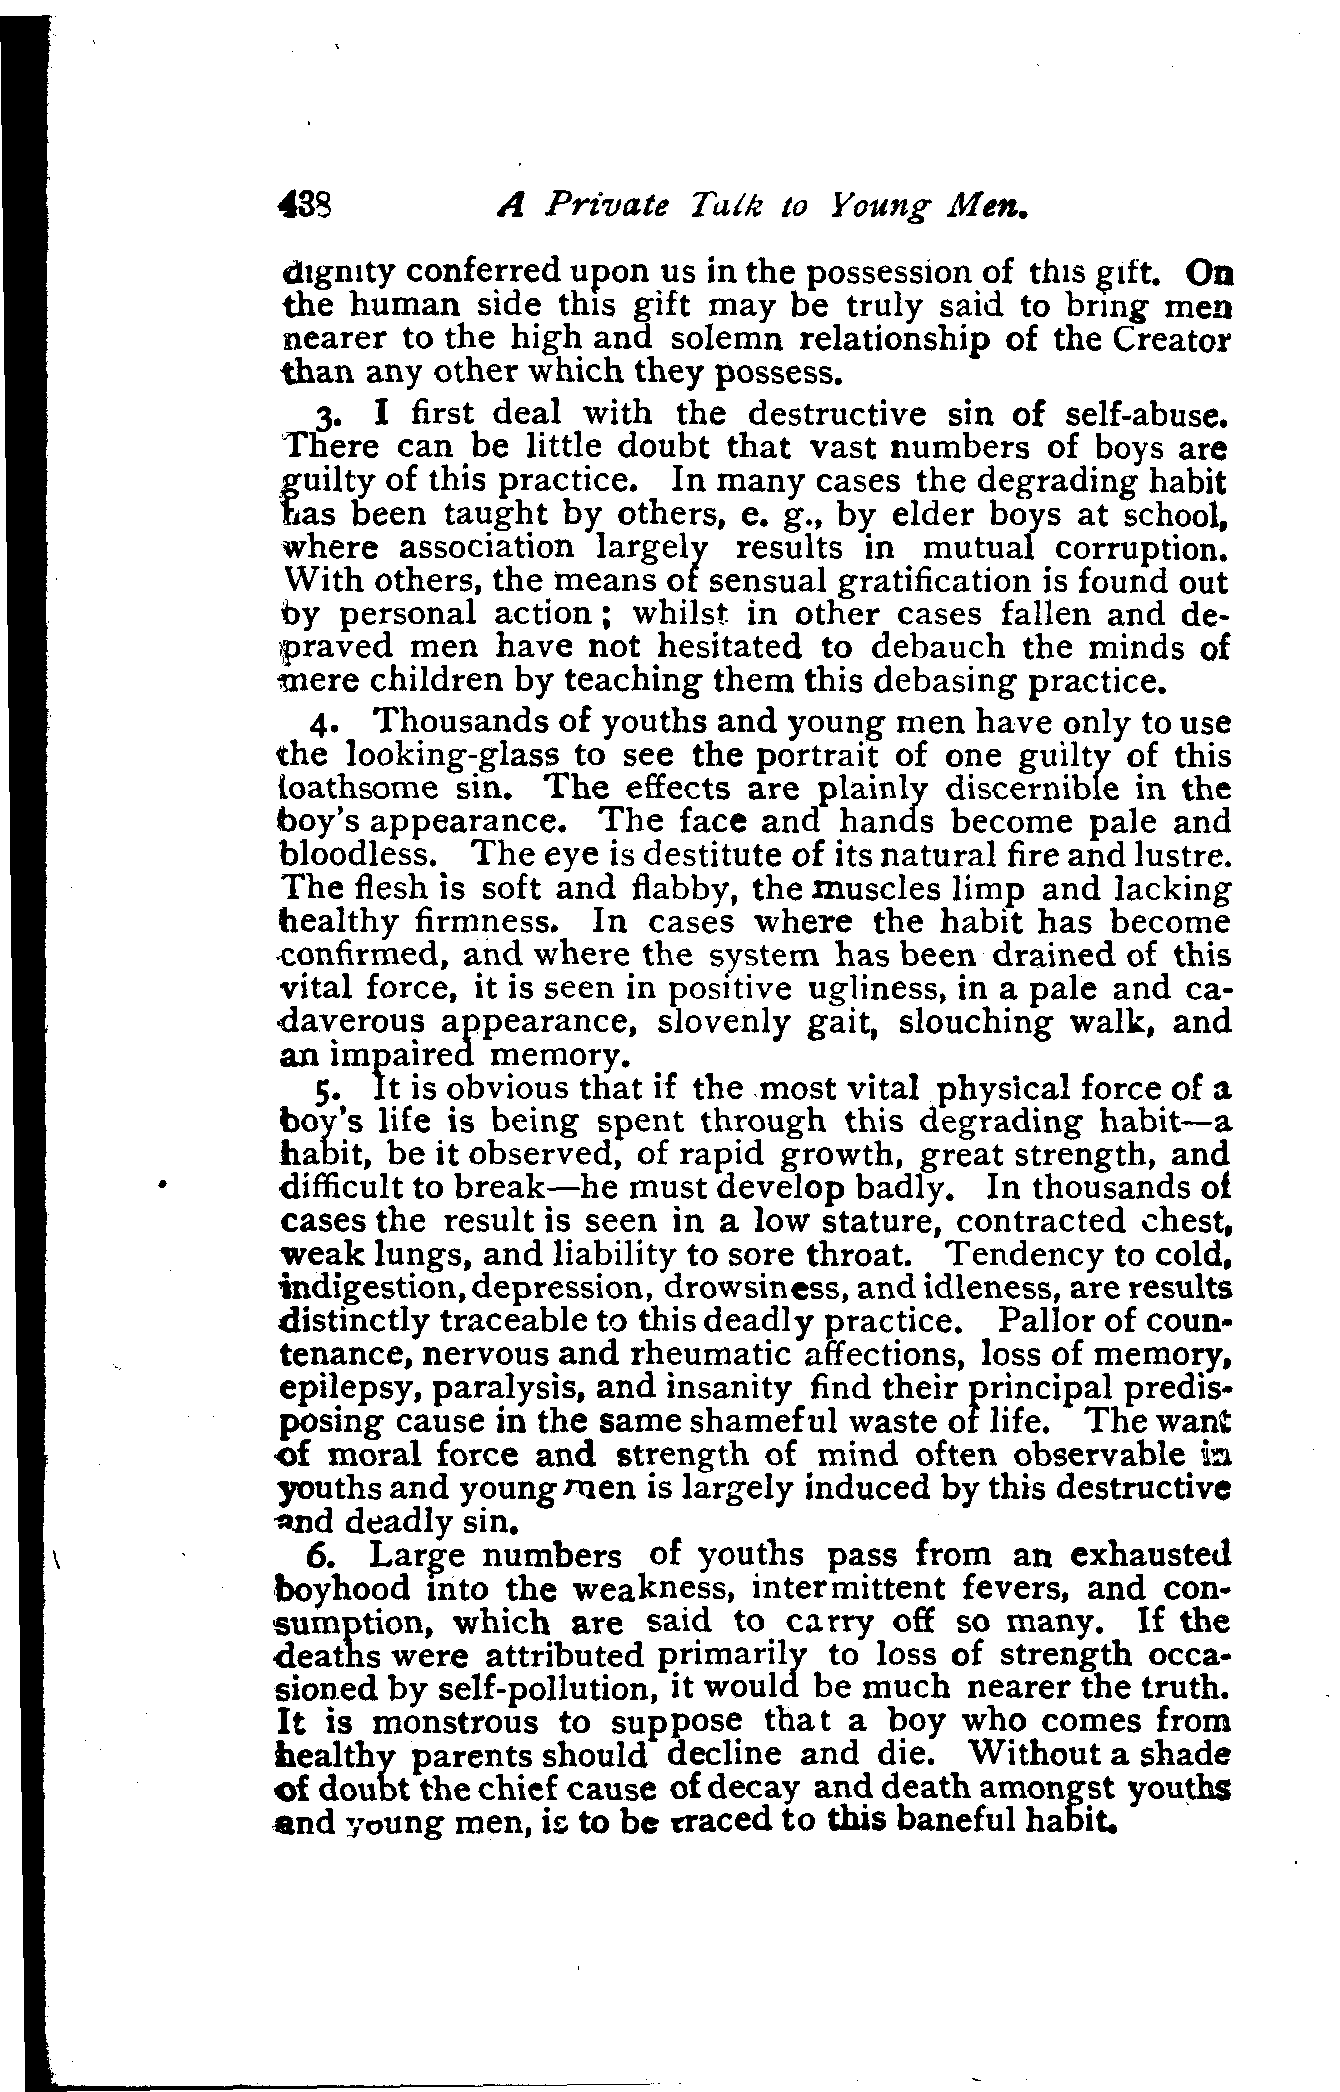 438 A Private Talk to Young Men.
dignity conferred upon us in the possession of this gift. On
the human side this gift may be truly said to bring men
nearer to the high and solemn relationship of the Creator
than any other which they possess.
3. I first deal with the destructive sin of self-abuse.
There can be little doubt that vast numbers of boys are
guilty of this practice. In many cases the degrading habit
has been taught by others, e. g., by elder boys at school,
where association largely results in mutual corruption.
With others, the means of sensual gratification is found out
by personal action; whilst in other cases fallen and de-
praved men have not hesitated to debauch the minds of
mere children by teaching them this debasing practice.
4. Thousands of youths and young men have only to use
the looking-glass to see the portrait of one guilty of this
loathsome sin. The effects are plainly discernible in the
boy's appearance. The face and hands become pale and
bloodless. The eye is destitute of its natural fire and lustre.
The flesh is soft and flabby, the muscles limp and lacking
healthy firmness. In cases where the habit has become
confirmed, and where the system has been drained of this
vital force, it is seen in positive ugliness, in a pale and ca-
daverous appearance, slovenly gait, slouching walk, and
an impaired memory.
5. It is obvious that if the most vital physical force of a
boy's life is being spent through this degrading habit—a
habit, be it observed, of rapid growth, great strength, and
difficult to break—he must develop badly. In thousands of
cases the result is seen in a low stature, contracted chest,
weak lungs, and liability to sore throat. Tendency to cold,
indigestion, depression, drowsiness, and idleness, are results
distinctly traceable to this deadly practice. Pallor of coun-
tenance, nervous and rheumatic affections, loss of memory,
epilepsy, paralysis, and insanity find their principal predis-
posing cause in the same shameful waste of life. The want
of moral force and strength of mind often observable in
youths and young men is largely induced by this destructive
and deadly sin.
6. Large numbers of youths pass from an exhausted
boyhood into the weakness, intermittent fevers, and con-
sumption, which are said to carry off so many. If the
deaths were attributed primarily to loss of strength occa-
sioned by self-pollution, it would be much nearer the truth.
It is monstrous to suppose that a boy who comes from
healthy parents should decline and die. Without a shade
of doubt the chief cause of decay and death amongst youths
and young men, is to be traced to this baneful habit.